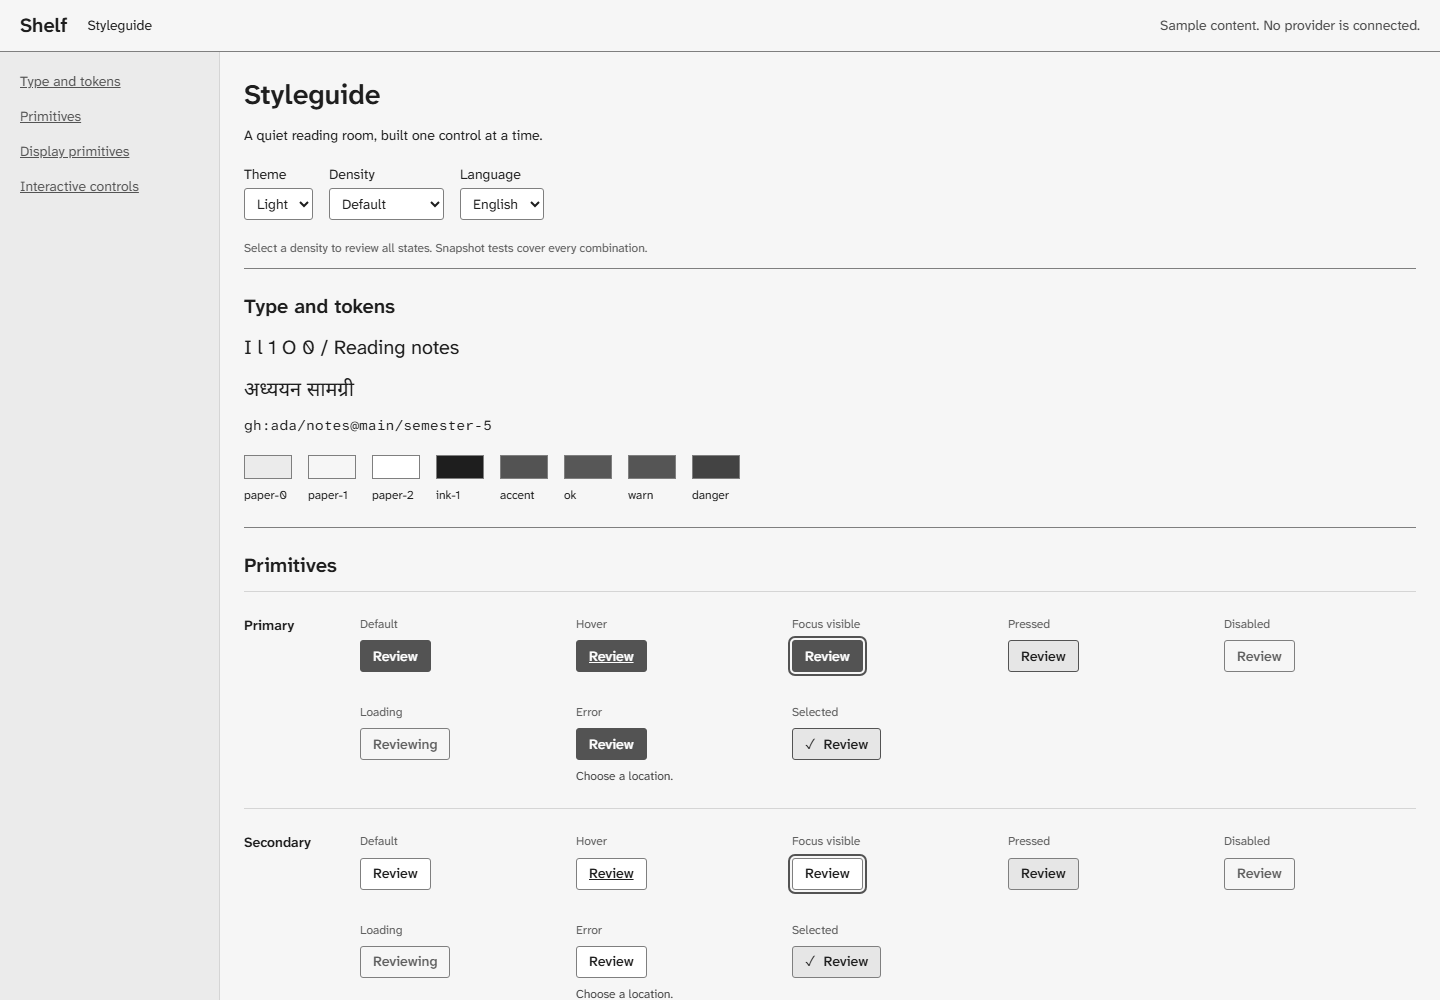 Shelf Styleguide Sample content. No provider is connected.
Type and tokens
Primitives
Display primitives
Interactive controls
Styleguide
A quiet reading room, built one control at a time.
Theme Density Language
Light Default English
Select a density to review all states. Snapshot tests cover every combination.
Type and tokens
I l 1 O 0 / Reading notes
अध्ययन सामग्री
gh:ada/notes@main/semester-5
paper-0 paper-1 paper-2 ink-1 accent ok warn danger
Primitives
Primary Default Hover Focus visible Pressed Disabled
Review Review Review Review Review
Loading Error Selected
Reviewing Review ✓ Review
Choose a location.
Secondary Default Hover Focus visible Pressed Disabled
Review Review Review Review Review
Loading Error Selected
Reviewing Review ✓ Review
Choose a location.